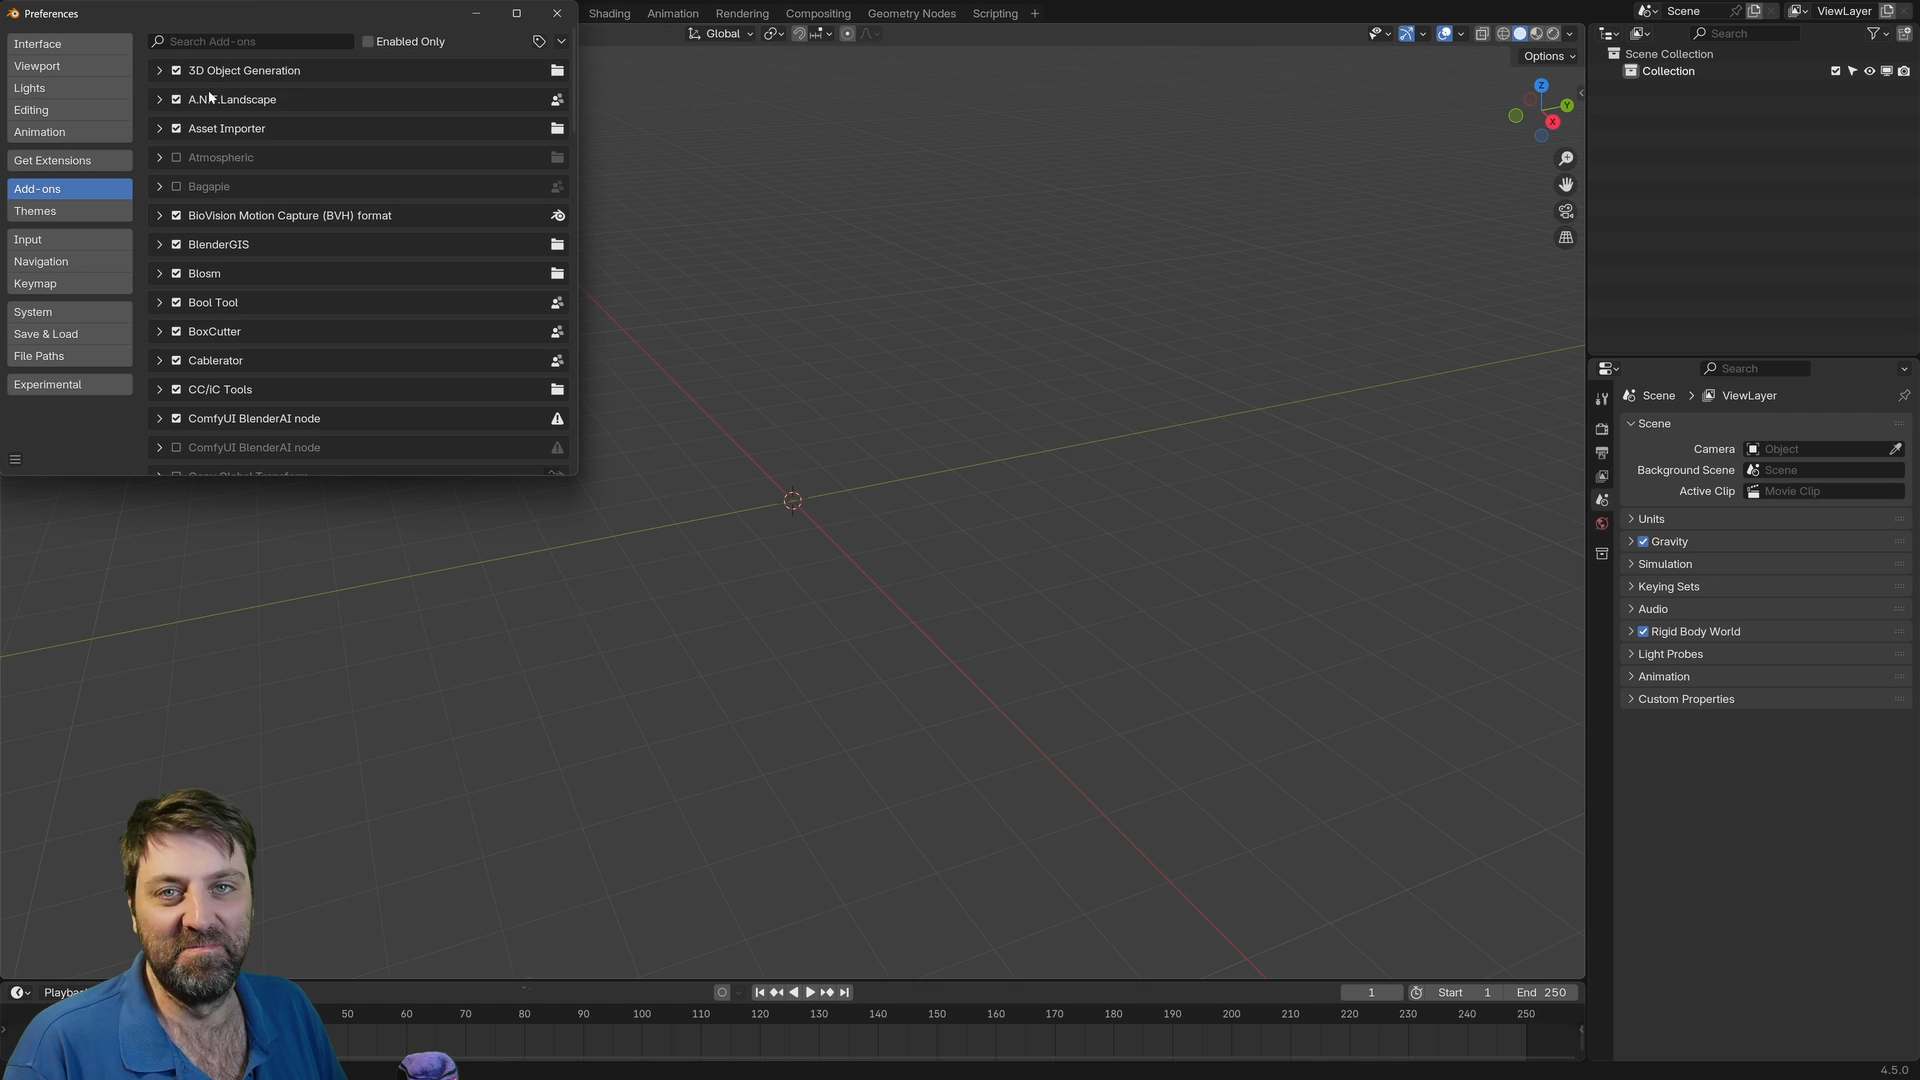 Preferences
Shading
Animation
Rendering
Compositing
Geometry Nodes
Scripting
Scene
ViewLayer
Interface
Viewport
Lights
Editing
Animation
Get Extensions
Add-ons
Themes
Input
Navigation
Keymap
System
Save & Load
File Paths
Experimental
Search Add-ons
Enabled Only
3D Object Generation
Landscape
Asset Importer
Atmospheric
Bagapie
BioVision Motion Capture (BVH) format
BlenderGIS
Blosm
Bool Tool
BoxCutter
Cablerator
CC/iC Tools
ComfyUI BlenderAI node
ComfyUI BlenderAI node
Global
Options
Z
Y
X
Search
Scene Collection
Collection
Search
Scene
ViewLayer
Scene
Camera
Object
Background Scene
Scene
Active Clip
Movie Clip
Units
Gravity
Simulation
Keying Sets
Audio
Rigid Body World
Light Probes
Animation
Custom Properties
1
Start 1
End 250
50 60 70 80 90 100 110 120 130 140 150 160 170 180 190 200 210 220 230 240 250
4.5.0